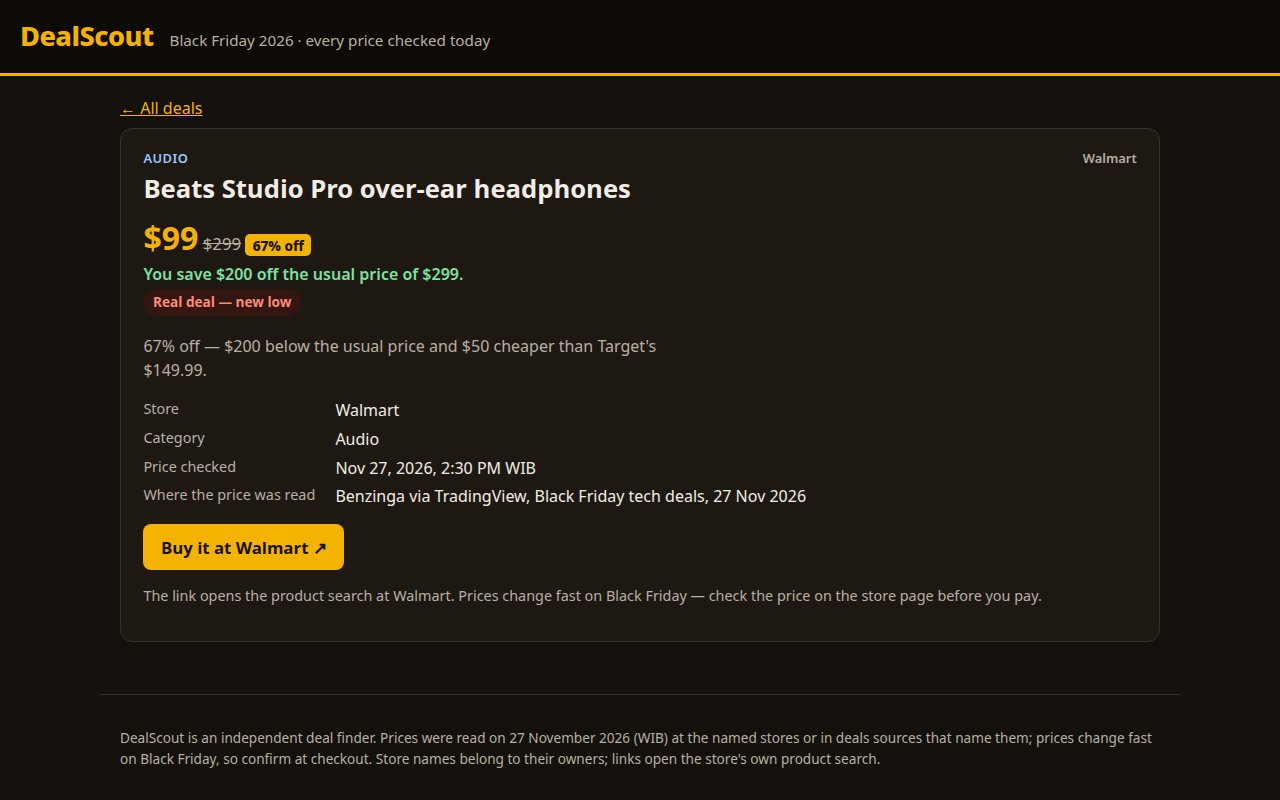 DealScout
Black Friday 2026 · every price checked today
← All deals
AUDIO
Walmart
Beats Studio Pro over-ear headphones
$99 $299 67% off
You save $200 off the usual price of $299.
Real deal — new low
67% off — $200 below the usual price and $50 cheaper than Target's
$149.99.
Store Walmart
Category Audio
Price checked Nov 27, 2026, 2:30 PM WIB
Where the price was read Benzinga via TradingView, Black Friday tech deals, 27 Nov 2026
Buy it at Walmart ↗
The link opens the product search at Walmart. Prices change fast on Black Friday — check the price on the store page before you pay.
DealScout is an independent deal finder. Prices were read on 27 November 2026 (WIB) at the named stores or in deals sources that name them; prices change fast
on Black Friday, so confirm at checkout. Store names belong to their owners; links open the store's own product search.